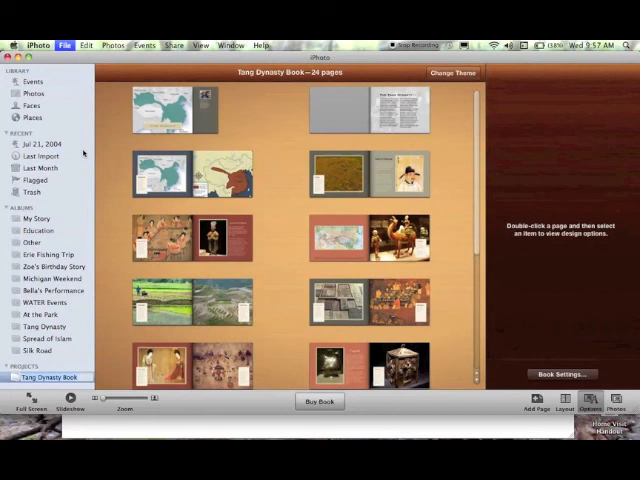 iPhoto File Edit Photos Events Share View Window Help Stop Recording (38%) Wed 9:57 AM
iPhoto
LIBRARY
Events
Photos
Faces
Places
RECENT
Jul 21, 2004
Last Import
Last Month
Flagged
Trash
ALBUMS
My Story
Education
Other
Erie Fishing Trip
Zoe's Birthday Story
Michigan Weekend
Bella's Performance
WATER Events
At the Park
Tang Dynasty
Spread of Islam
Silk Road
PROJECTS
Tang Dynasty Book
Tang Dynasty Book—24 pages
Change Theme
Double-click a page and then select
an item to view design options.
Book Settings...
Full Screen Slideshow Zoom Buy Book Add Page Layout Options Photos
Home Visit
Handout